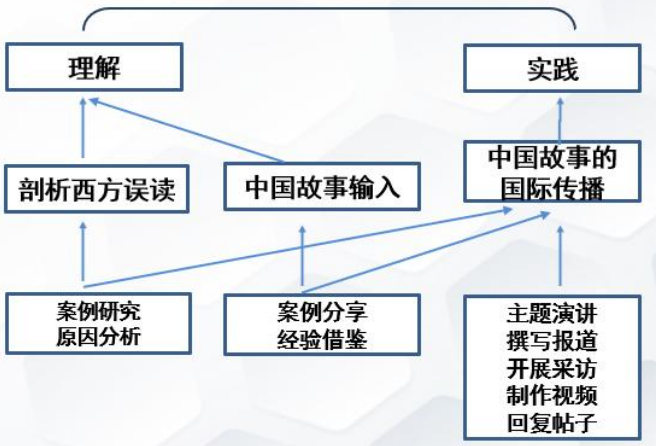 理解
实践
剖析西方误读
中国故事输入
中国故事的
国际传播
案例研究
原因分析
案例分享
经验借鉴
主题演讲
撰写报道
开展采访
制作视频
回复帖子